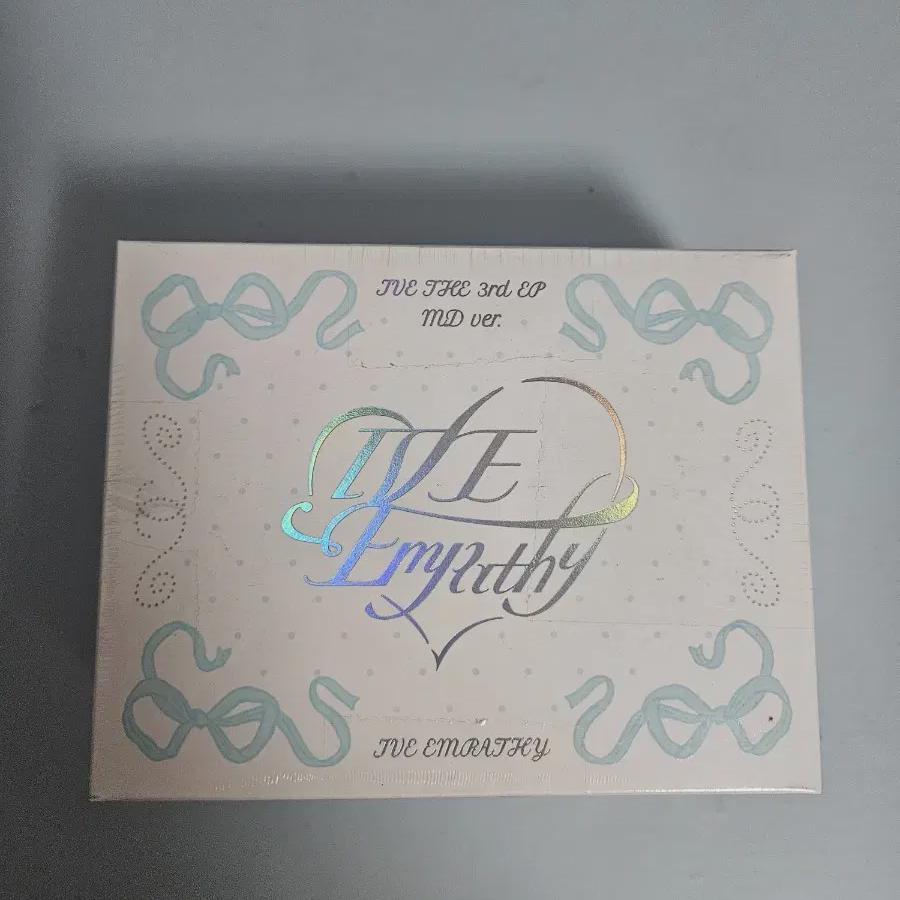 IVE THE 3rd EP
MD ver.
IVE
Empathy
IVE EMPATHY